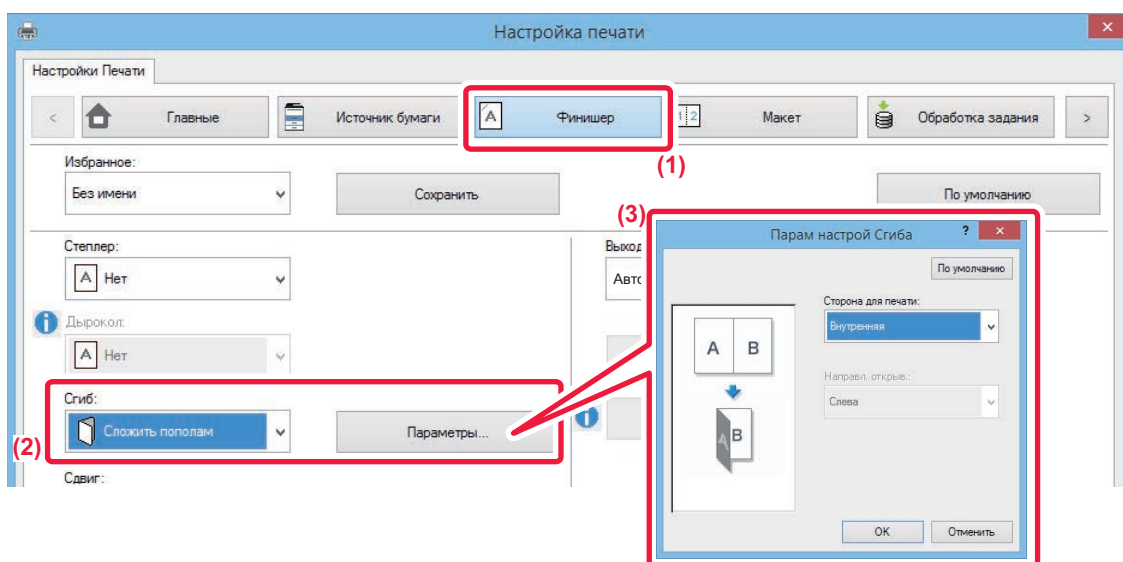 Настройка печати
Настройки Печати
< Главные Источник бумаги A Финишер 1 2 Макет Обработка задания >
(1)
Избранное:
Без имени Сохранить По умолчанию
(3)
Степлер:
A Нет
Дырокол:
A Нет
Сгиб:
(2)
Сложить пополам Параметры...
Сдвиг:
Выход
Авто
Парам настрой Сгиба ?
По умолчанию
Сторона для печати:
Внутренняя
A B
Направл. открыв.:
Слева
A B
OK Отменить